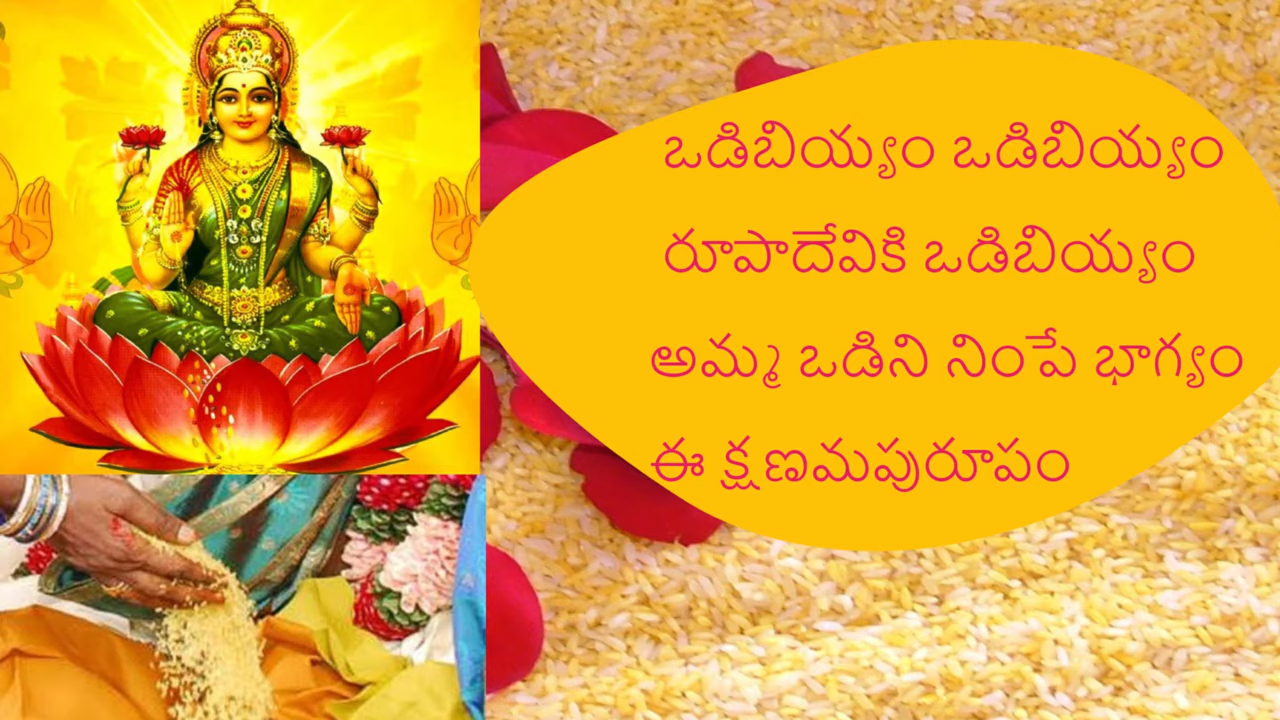 ఒడిబియ్యం ఒడిబియ్యం
రూపాదేవికి ఒడిబియ్యం
అమ్మ ఒడిని నింపే భాగ్యం
ఈ క్షణమపురూపం